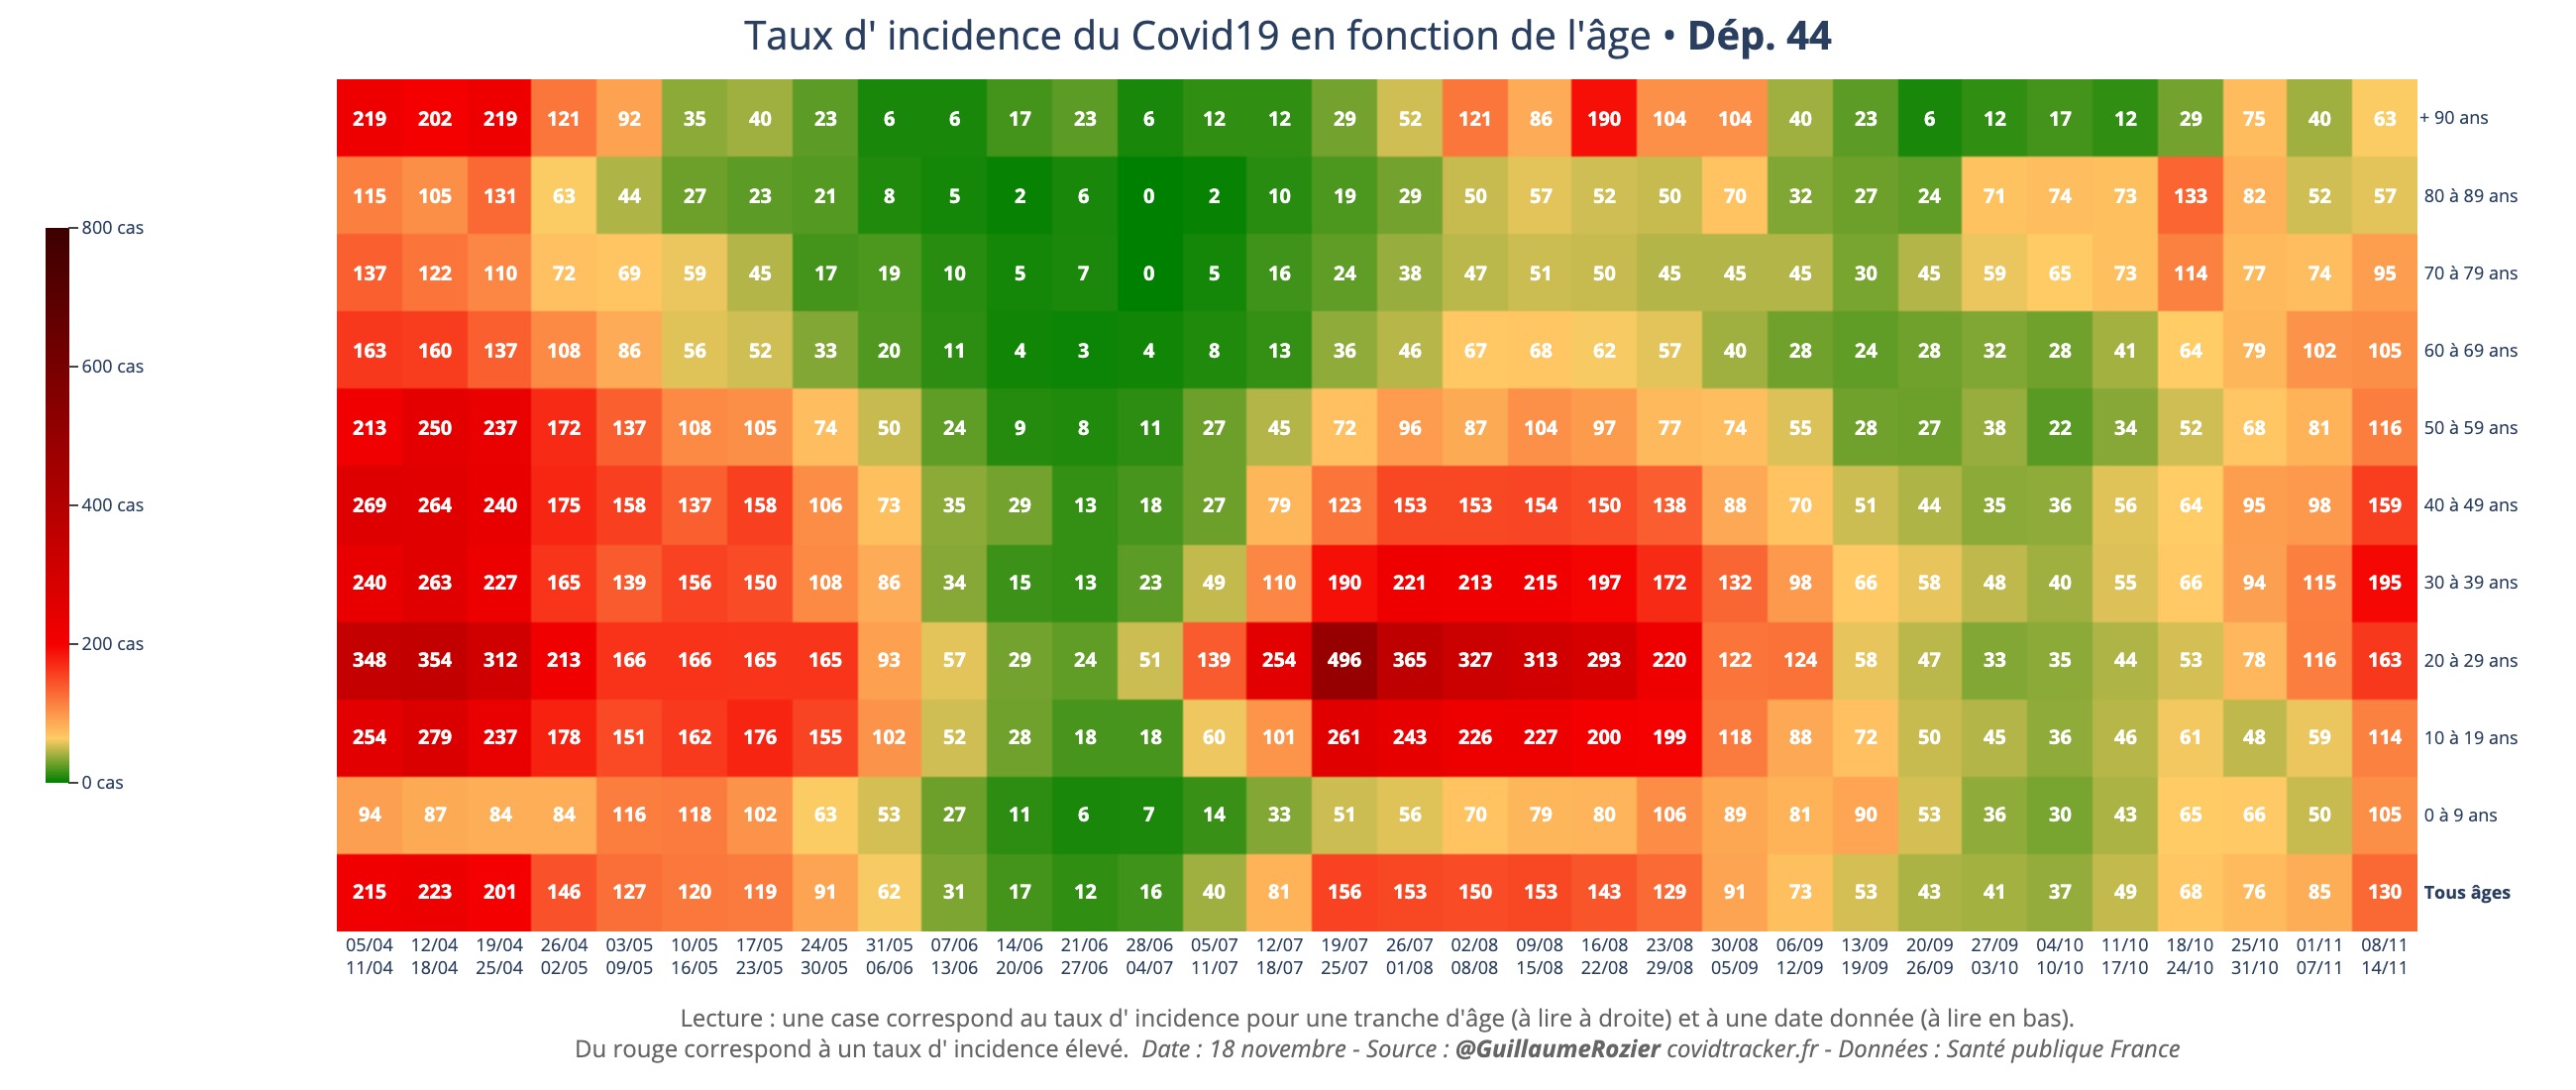 Taux d' incidence du Covid19 en fonction de l'âge • Dép. 44
219 202 219 121 92 35 40 23 6 6 17 23 6 12 12 29 52 121 86 190 104 104 40 23 6 12 17 12 29 75 40 63 + 90 ans
115 105 131 63 44 27 23 21 8 5 2 6 0 2 10 19 29 50 57 52 50 70 32 27 24 71 74 73 133 82 52 57 80 à 89 ans
137 122 110 72 69 59 45 17 19 10 5 7 0 5 16 24 38 47 51 50 45 45 45 30 45 59 65 73 114 77 74 95 70 à 79 ans
163 160 137 108 86 56 52 33 20 11 4 3 4 8 13 36 46 67 68 62 57 40 28 24 28 32 28 41 64 79 102 105 60 à 69 ans
213 250 237 172 137 108 105 74 50 24 9 8 11 27 45 72 96 87 104 97 77 74 55 28 27 38 22 34 52 68 81 116 50 à 59 ans
269 264 240 175 158 137 158 106 73 35 29 13 18 27 79 123 153 153 154 150 138 88 70 51 44 35 36 56 64 95 98 159 40 à 49 ans
240 263 227 165 139 156 150 108 86 34 15 13 23 49 110 190 221 213 215 197 172 132 98 66 58 48 40 55 66 94 115 195 30 à 39 ans
348 354 312 213 166 166 165 165 93 57 29 24 51 139 254 496 365 327 313 293 220 122 124 58 47 33 35 44 53 78 116 163 20 à 29 ans
254 279 237 178 151 162 176 155 102 52 28 18 18 60 101 261 243 226 227 200 199 118 88 72 50 45 36 46 61 48 59 114 10 à 19 ans
94 87 84 84 116 118 102 63 53 27 11 6 7 14 33 51 56 70 79 80 106 89 81 90 53 36 30 43 65 66 50 105 0 à 9 ans
215 223 201 146 127 120 119 91 62 31 17 12 16 40 81 156 153 150 153 143 129 91 73 53 43 41 37 49 68 76 85 130 Tous âges
05/04 12/04 19/04 26/04 03/05 10/05 17/05 24/05 31/05 07/06 14/06 21/06 28/06 05/07 12/07 19/07 26/07 02/08 09/08 16/08 23/08 30/08 06/09 13/09 20/09 27/09 04/10 11/10 18/10 25/10 01/11 08/11
11/04 18/04 25/04 02/05 09/05 16/05 23/05 30/05 06/06 13/06 20/06 27/06 04/07 11/07 18/07 25/07 01/08 08/08 15/08 22/08 29/08 05/09 12/09 19/09 26/09 03/10 10/10 17/10 24/10 31/10 07/11 14/11
800 cas
600 cas
400 cas
200 cas
0 cas
Lecture : une case correspond au taux d' incidence pour une tranche d'âge (à lire à droite) et à une date donnée (à lire en bas).
Du rouge correspond à un taux d' incidence élevé. Date : 18 novembre - Source : @GuillaumeRozier covidtracker.fr - Données : Santé publique France